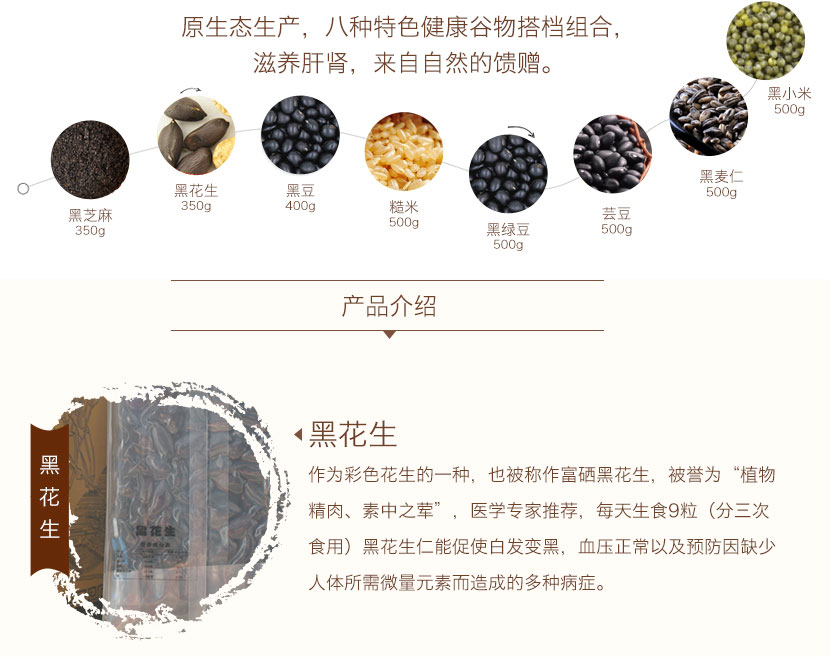 原生态生产，八种特色健康谷物搭档组合，
滋养肝肾，来自自然的馈赠。
黑芝麻
350g
黑花生
350g
黑豆
400g
糙米
500g
黑绿豆
500g
芸豆
500g
黑麦仁
500g
黑小米
500g
产品介绍
黑花生
黑花生
黑花生
作为彩色花生的一种，也被称作富硒黑花生，被誉为“植物
精肉、素中之荤”，医学专家推荐，每天生食9粒（分三次
食用）黑花生仁能促使白发变黑，血压正常以及预防因缺少
人体所需微量元素而造成的多种病症。